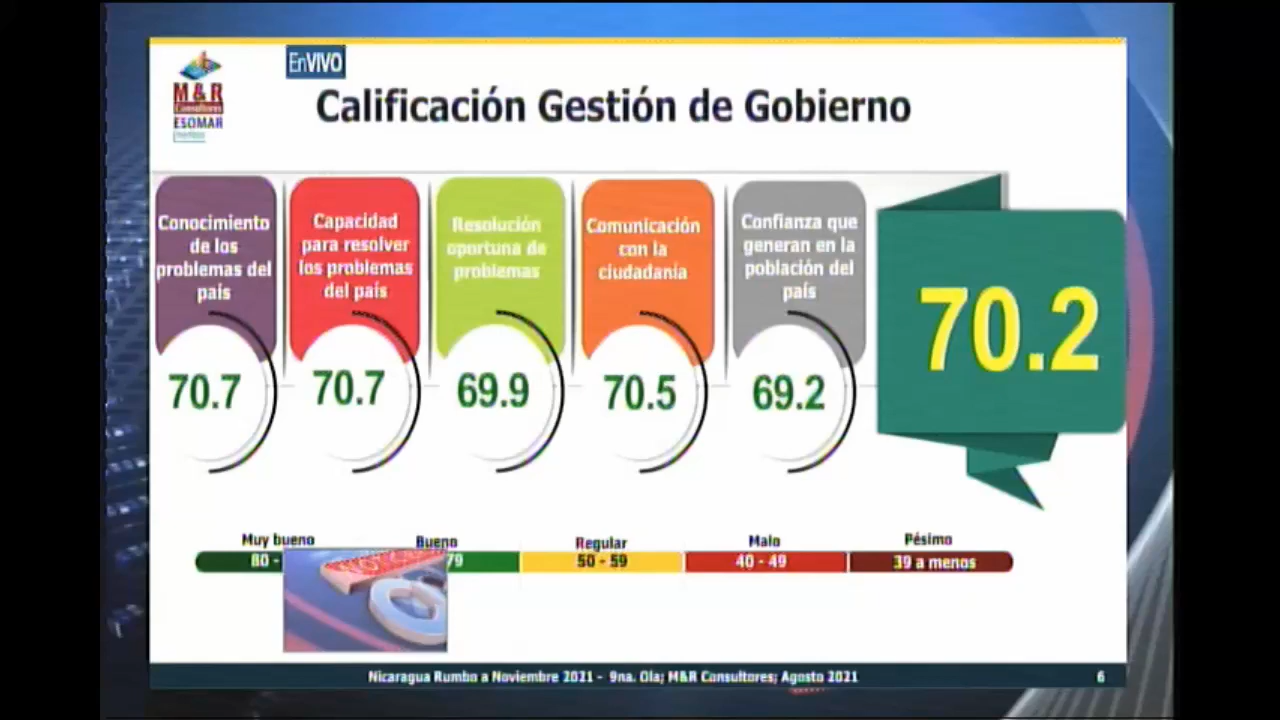 EnVIVO
M&R
Consultores
ESOMAR
Calificación Gestión de Gobierno
Conocimiento
de los
problemas del
país
70.7
Capacidad
para resolver
los problemas
del país
70.7
Resolución
oportuna de
problemas
69.9
Comunicación
con la
ciudadanía
70.5
Confianza que
generan en la
población del
país
69.2
70.2
Muy bueno Bueno Regular Malo Pésimo
80 - 79 50 - 59 40 - 49 39 a menos
Nicaragua Rumbo a Noviembre 2021 - 9na. Ola; M&R Consultores; Agosto 2021 6